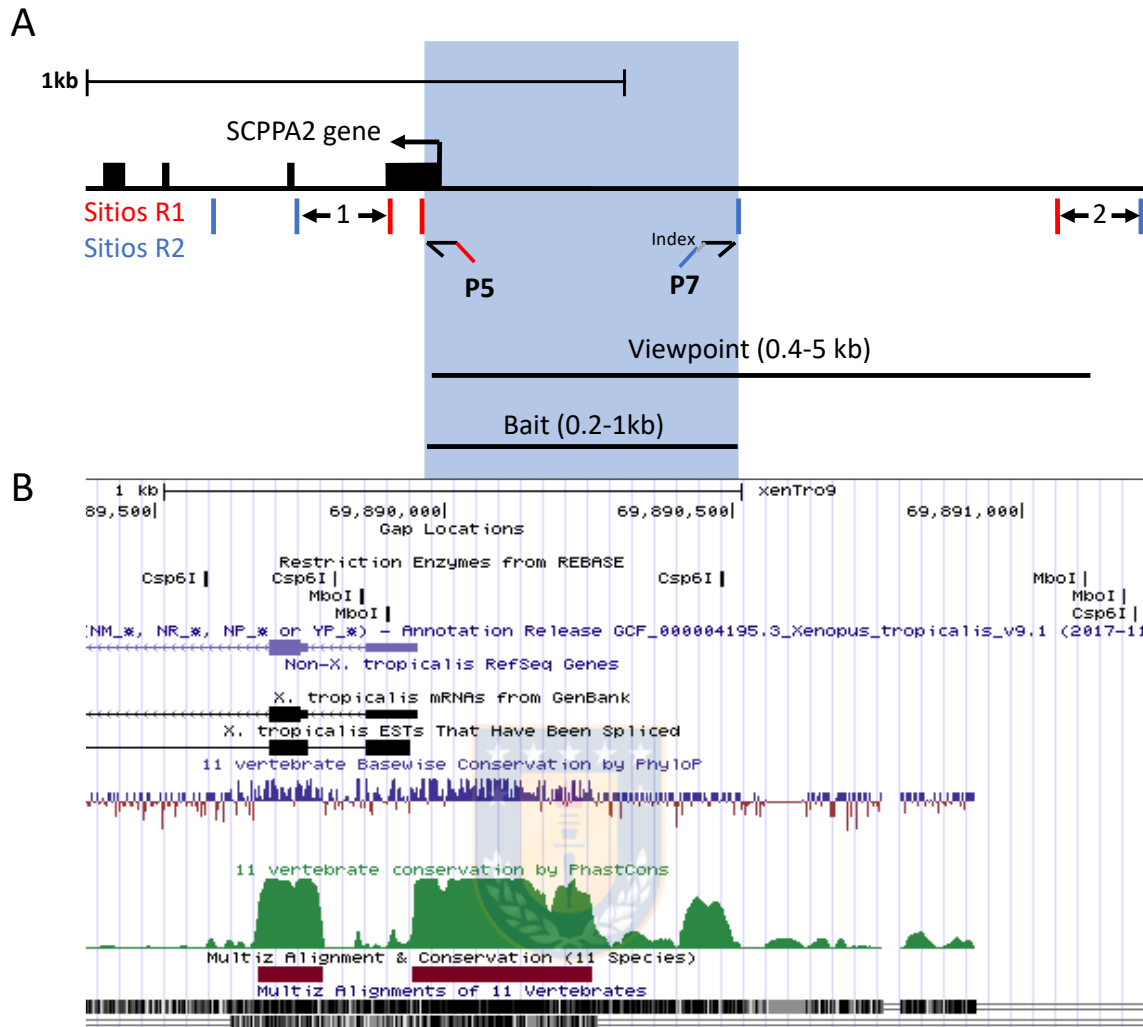 A
1kb
SCPPA2 gene
Sitios R1
1
2
Sitios R2
Index
P5
P7
Viewpoint (0.4-5 kb)
Bait (0.2-1kb)
B
1 kb
xenTro9
89,500|
69,890,000|
69,890,500|
69,891,000|
Gap Locations
Restriction Enzymes from REBASE
Csp6I
Csp6I
Csp6I
MboI
MboI
MboI
MboI
Csp6I
(NM_*, NR_*, NP_* or YP_*) - Annotation Release GCF_000004195.3_Xenopus_tropicalis_v9.1 (2017-11
Non-X. tropicalis RefSeq Genes
X. tropicalis mRNAs from GenBank
X. tropicalis ESTs That Have Been Spliced
11 vertebrate Basewise Conservation by PhyloP
11 vertebrate conservation by PhastCons
Multiz Alignment & Conservation (11 Species)
Multiz Alignments of 11 Vertebrates